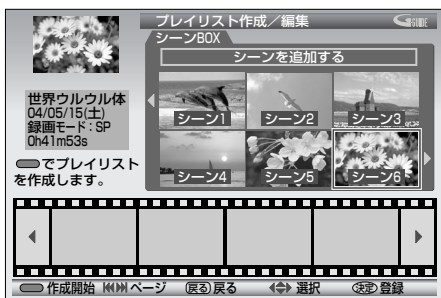 プレイリスト作成／編集
GGUIDE
シーンBOX
シーンを追加する
シーン1
シーン2
シーン3
シーン4
シーン5
シーン6
世界ウルウル体
04/05/15(土)
録画モード：SP
0h41m53s
でプレイリスト
を作成します。
作成開始 ページ 戻る 戻る 選択 決定 登録